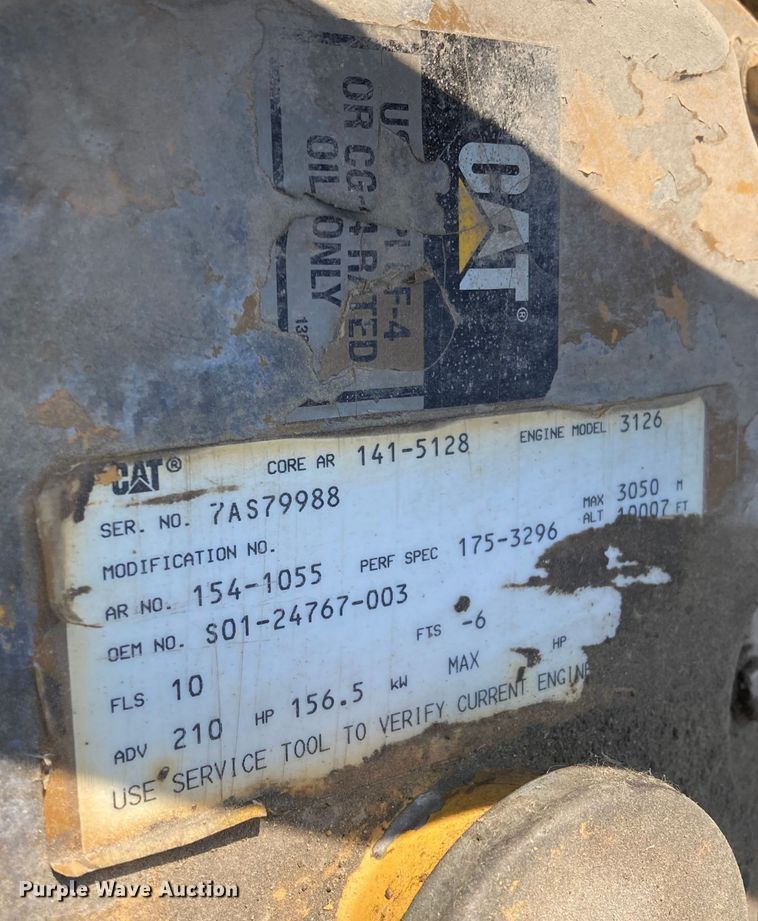 CAT®
OR CG-4 RATED
OIL ONLY
CAT®
CORE AR 141-5128
ENGINE MODEL 3126
SER. NO. 7AS79988
MODIFICATION NO.
MAX 3050 M
ALT 10007 FT
AR NO. 154-1055
PERF SPEC 175-3296
OEM NO. S01-24767-003
FLS 10
FTS -6
ADV 210 HP 156.5 kW MAX HP
USE SERVICE TOOL TO VERIFY CURRENT ENGINE
Purple Wave Auction